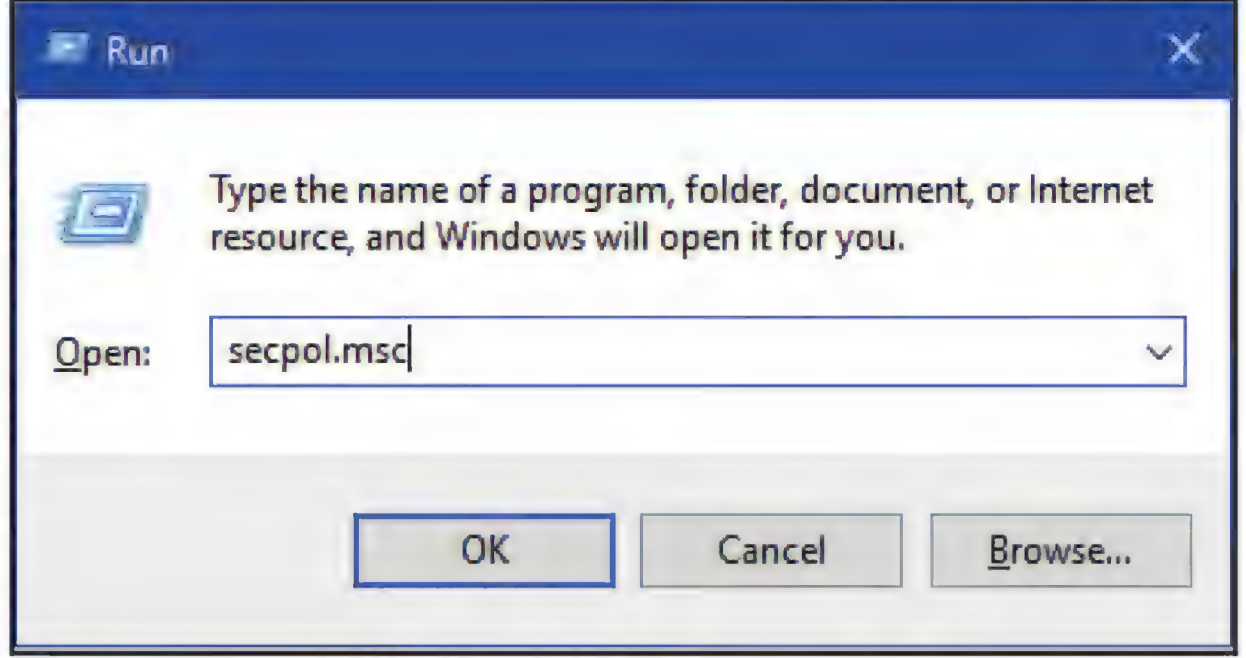 Run
Type the name of a program, folder, document, or Internet
resource, and Windows will open it for you.
Open: secpol.msc
OK Cancel Browse...